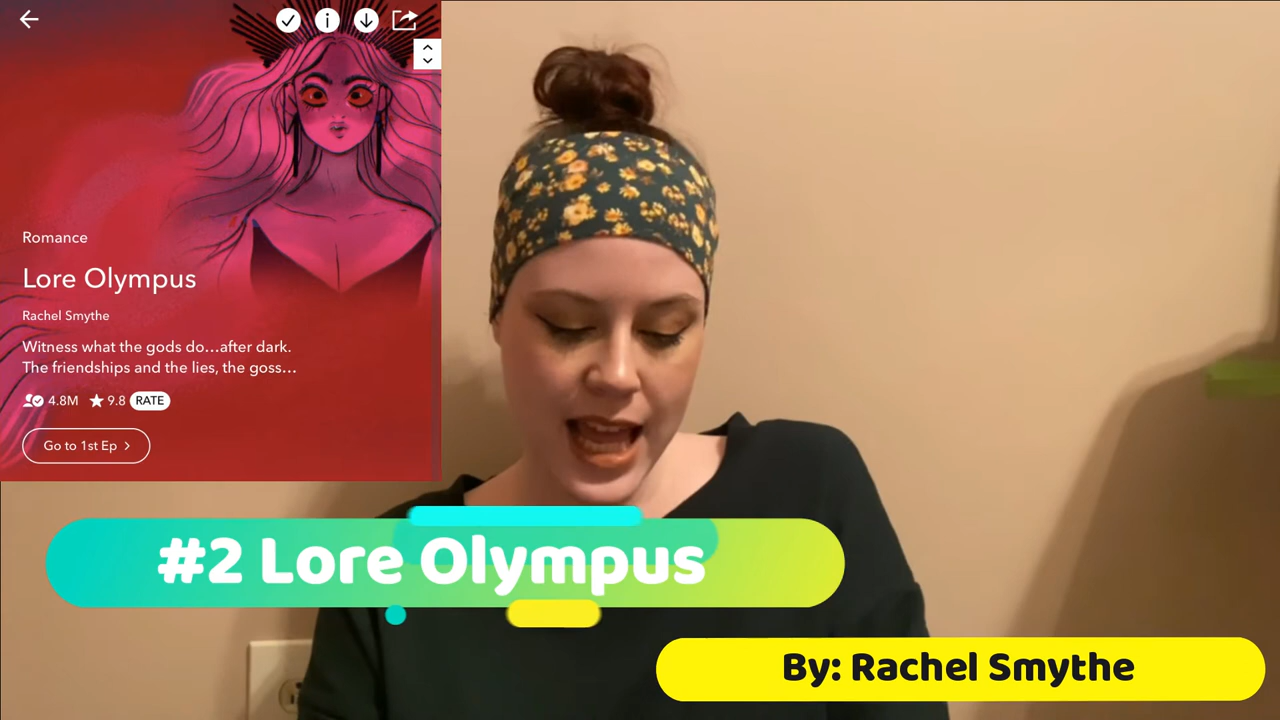 Romance
Lore Olympus
Rachel Smythe
Witness what the gods do...after dark.
The friendships and the lies, the goss...
4.8M 9.8 RATE
Go to 1st Ep >
#2 Lore Olympus
By: Rachel Smythe